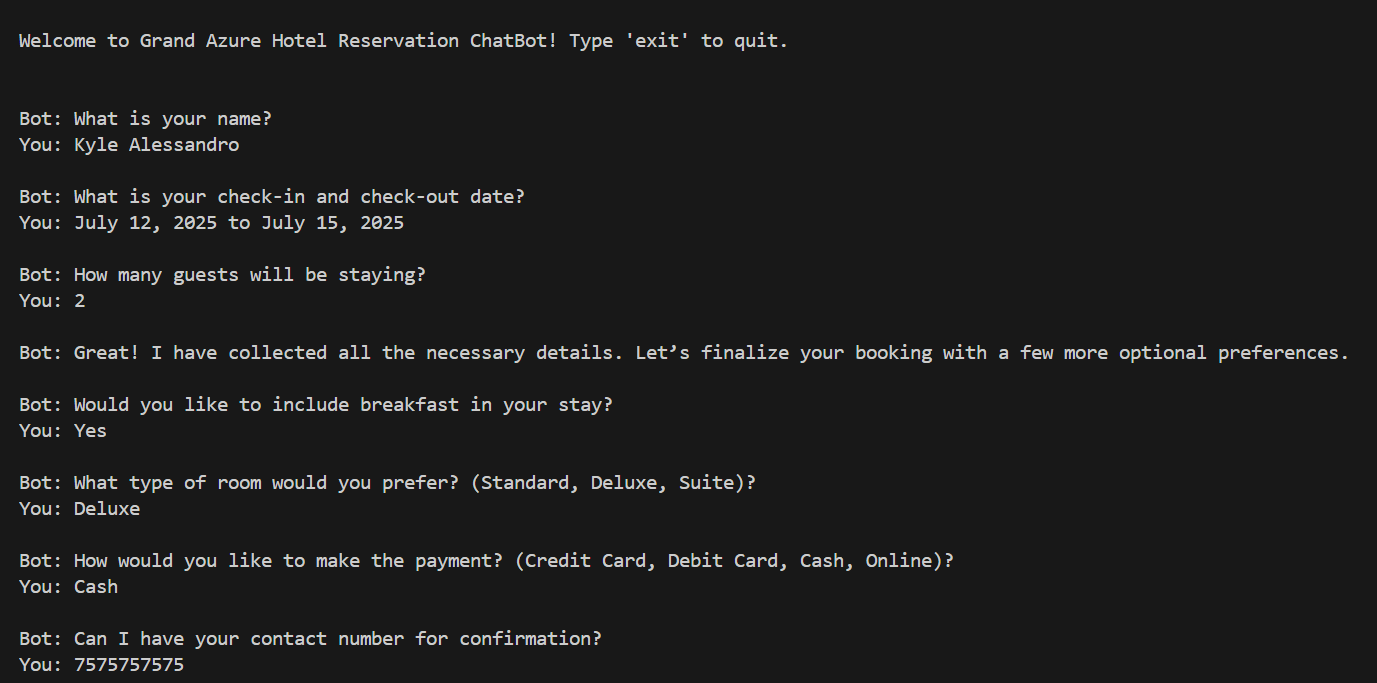 Welcome to Grand Azure Hotel Reservation ChatBot! Type 'exit' to quit.
Bot: What is your name?
You: Kyle Alessandro
Bot: What is your check-in and check-out date?
You: July 12, 2025 to July 15, 2025
Bot: How many guests will be staying?
You: 2
Bot: Great! I have collected all the necessary details. Let’s finalize your booking with a few more optional preferences.
Bot: Would you like to include breakfast in your stay?
You: Yes
Bot: What type of room would you prefer? (Standard, Deluxe, Suite)?
You: Deluxe
Bot: How would you like to make the payment? (Credit Card, Debit Card, Cash, Online)?
You: Cash
Bot: Can I have your contact number for confirmation?
You: 7575757575